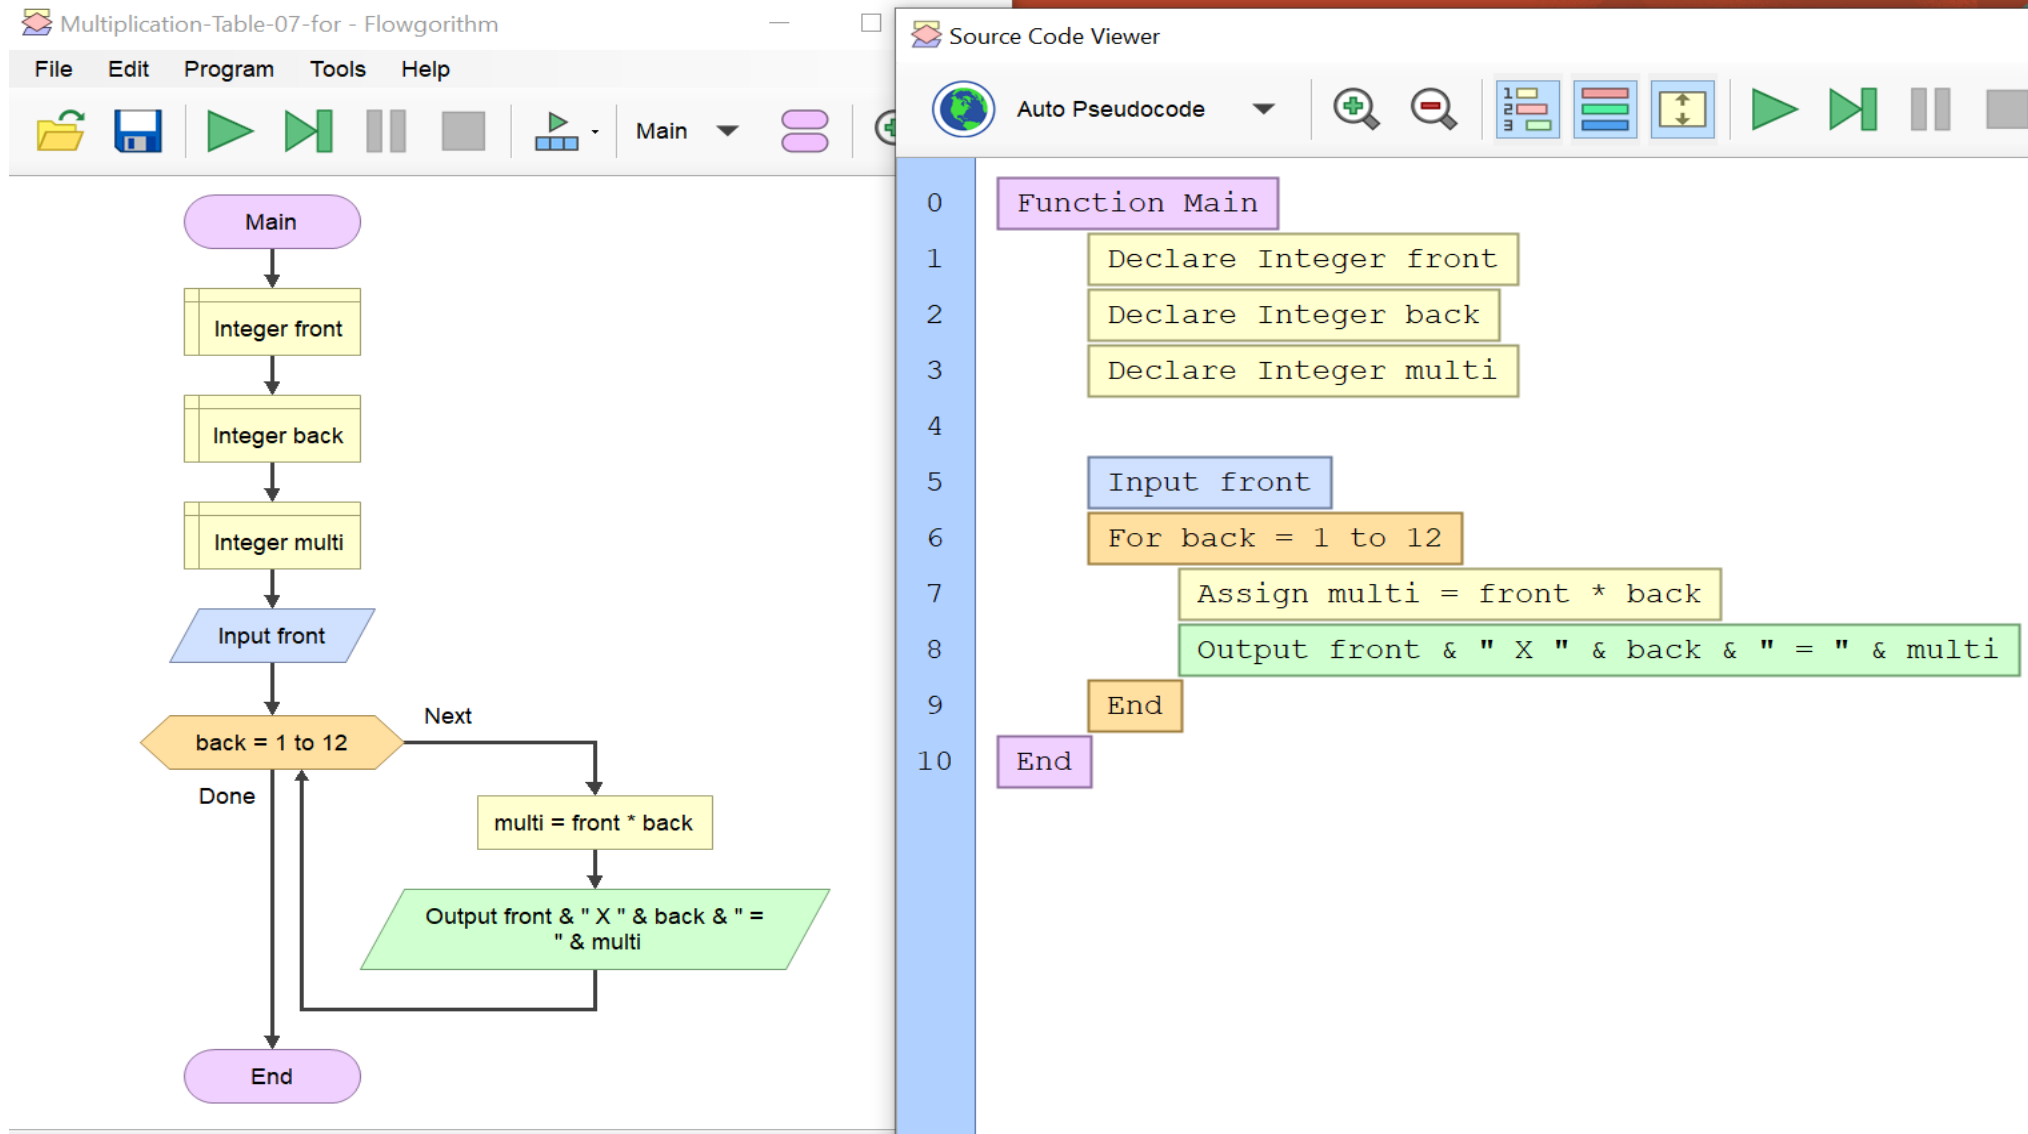 Multiplication-Table-07-for - Flowgorithm
File Edit Program Tools Help
Main
Main
Integer front
Integer back
Integer multi
Input front
back = 1 to 12
Next
Done
multi = front * back
Output front & " X " & back & " =
" & multi
End
Source Code Viewer
Auto Pseudocode
1
2
3
0 Function Main
1 Declare Integer front
2 Declare Integer back
3 Declare Integer multi
4
5 Input front
6 For back = 1 to 12
7 Assign multi = front * back
8 Output front & " X " & back & " = " & multi
9 End
10 End